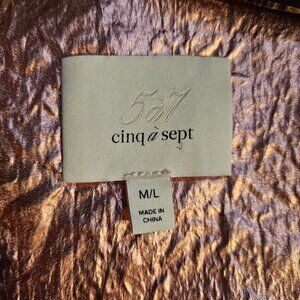 5à7
cinq à sept
M/L
MADE IN
CHINA